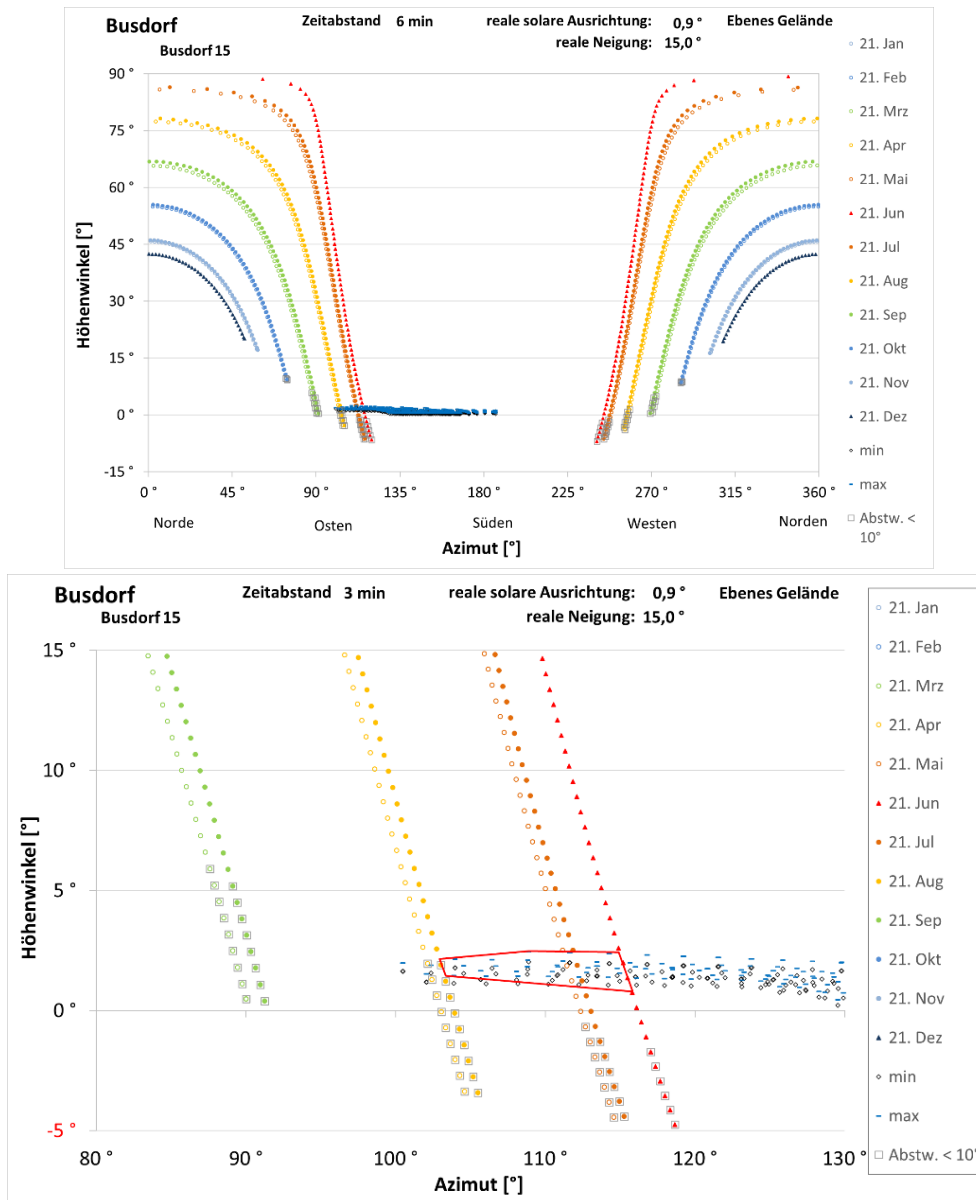 Busdorf Zeitabstand 6 min reale solare Ausrichtung: 0,9 ° Ebenes Gelände
Busdorf 15 reale Neigung: 15,0 °
Höhenwinkel [°]
90 °
75 °
60 °
45 °
30 °
15 °
0 °
-15 °
0 ° 45 ° 90 ° 135 ° 180 ° 225 ° 270 ° 315 ° 360 °
Norde Osten Süden Westen Norden
Azimut [°]
21. Jan
21. Feb
21. Mrz
21. Apr
21. Mai
21. Jun
21. Jul
21. Aug
21. Sep
21. Okt
21. Nov
21. Dez
min
max
Abstw. <
10°
Busdorf Zeitabstand 3 min reale solare Ausrichtung: 0,9 ° Ebenes Gelände
Busdorf 15 reale Neigung: 15,0 °
Höhenwinkel [°]
15 °
10 °
5 °
0 °
-5 °
80 ° 90 ° 100 ° 110 ° 120 ° 130 °
Azimut [°]
21. Jan
21. Feb
21. Mrz
21. Apr
21. Mai
21. Jun
21. Jul
21. Aug
21. Sep
21. Okt
21. Nov
21. Dez
min
max
Abstw. < 10°